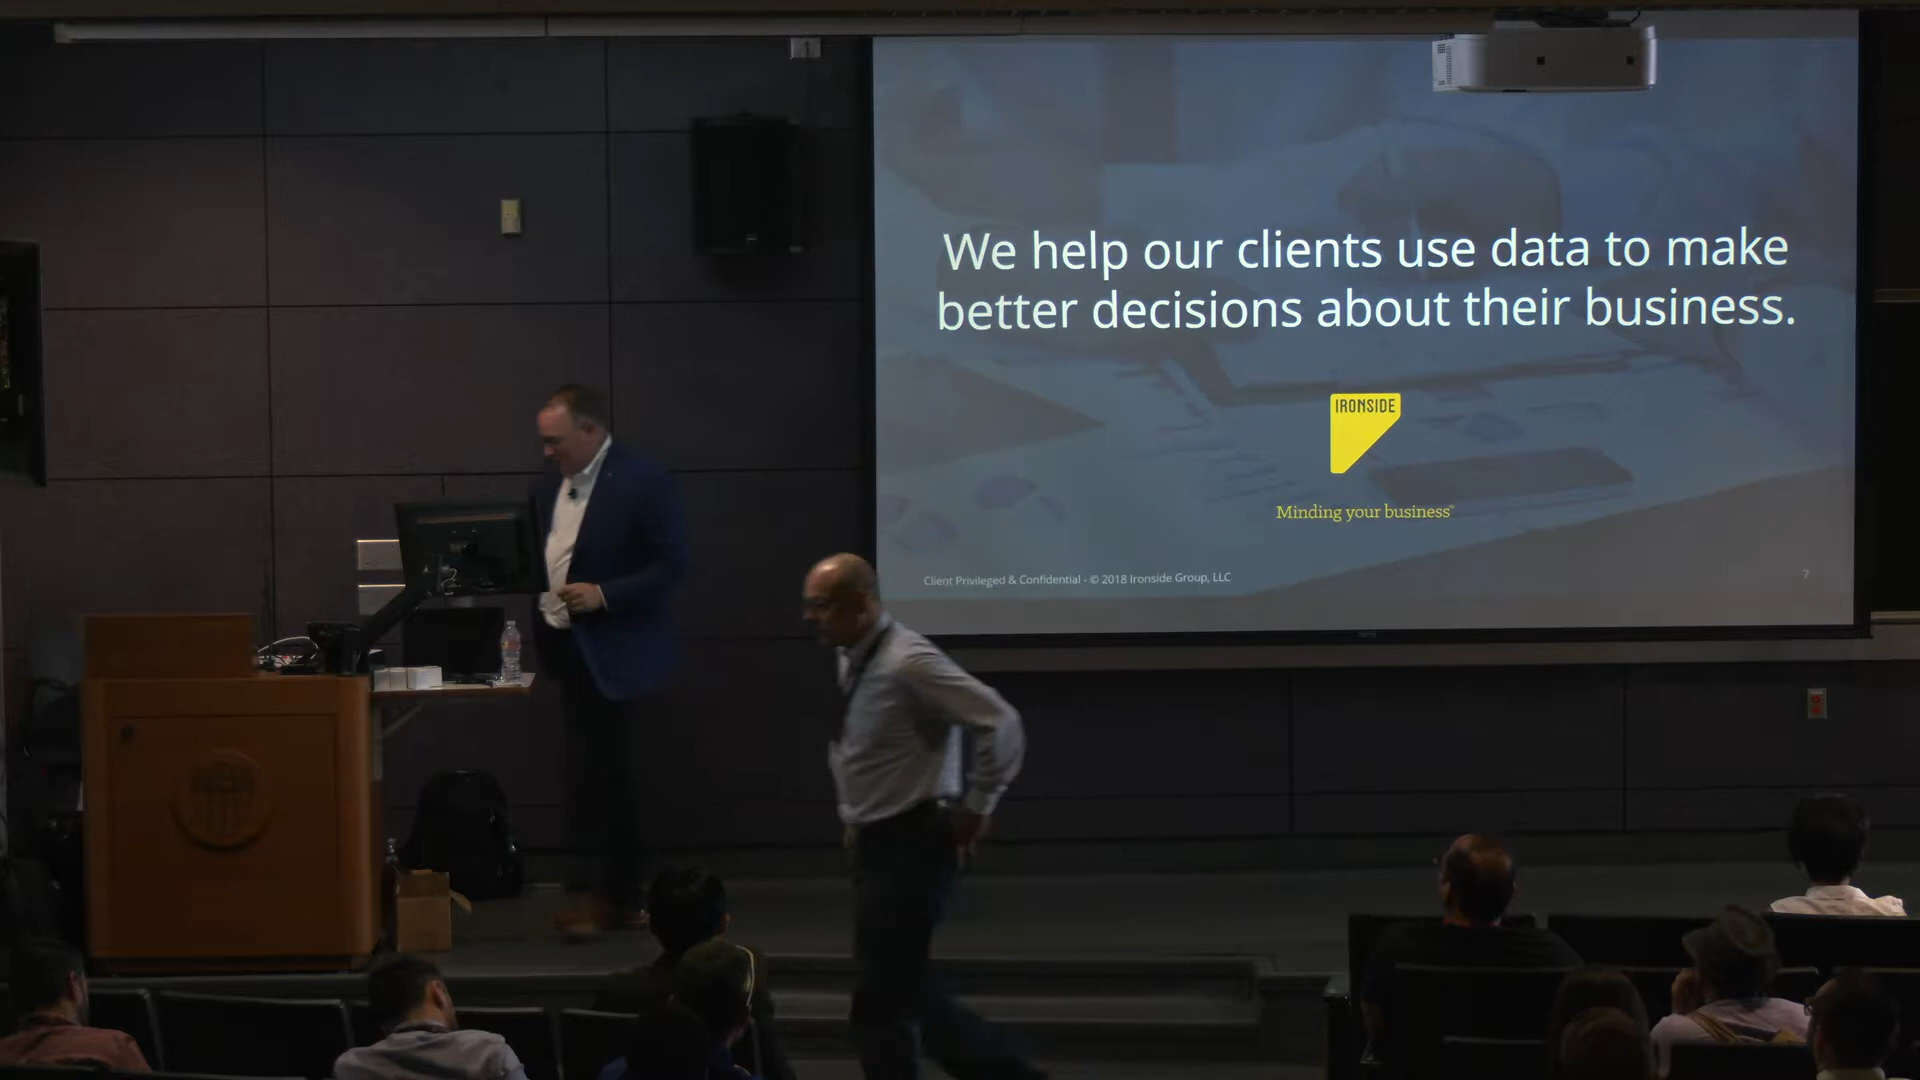 We help our clients use data to make
better decisions about their business.
IRONSIDE
Minding your business™
Client Privileged & Confidential - © 2018 Ironside Group, LLC
7